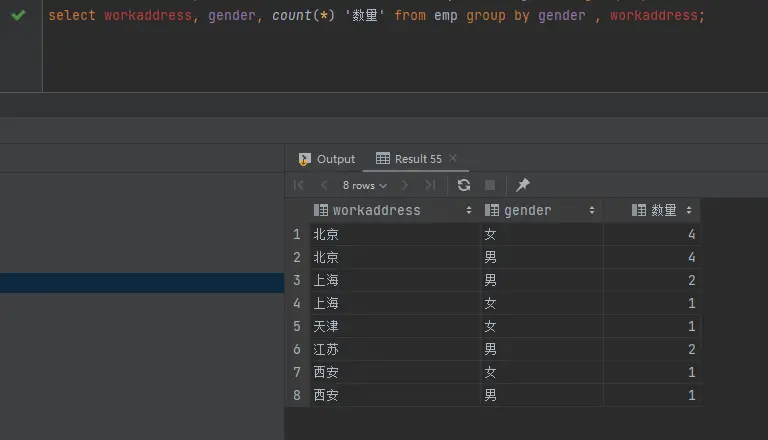 select workaddress, gender, count(*) '数量' from emp group by gender , workaddress;
Output Result 55
8 rows
workaddress gender 数量
1 北京 女 4
2 北京 男 4
3 上海 男 2
4 上海 女 1
5 天津 女 1
6 江苏 男 2
7 西安 女 1
8 西安 男 1